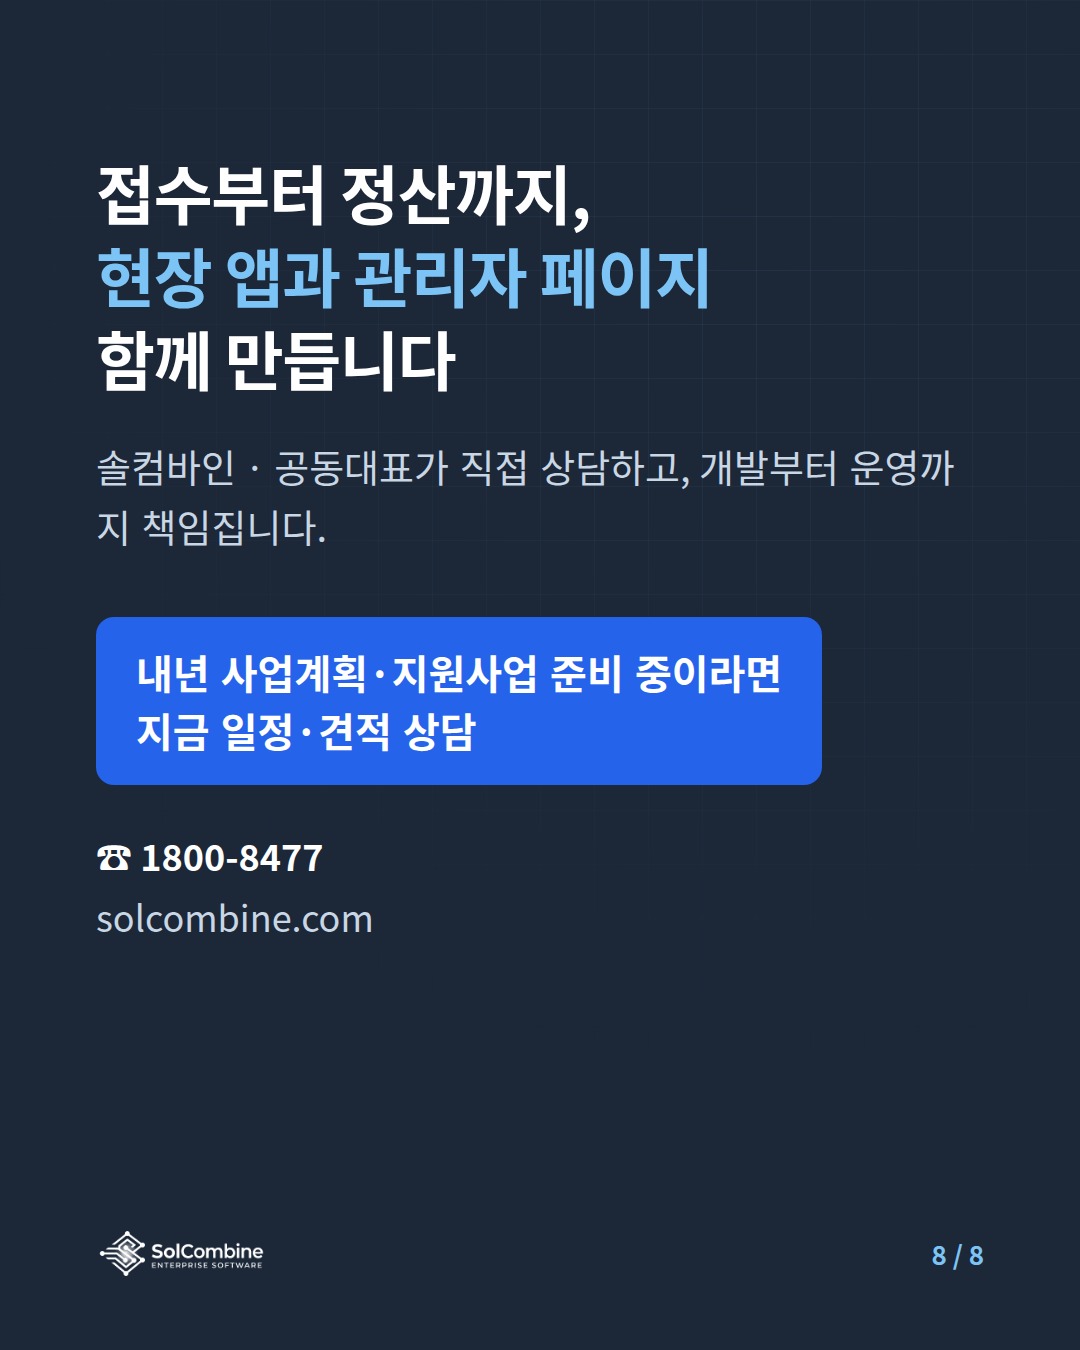 접수부터 정산까지,
현장 앱과 관리자 페이지
함께 만듭니다
솔컴바인 · 공동대표가 직접 상담하고, 개발부터 운영까
지 책임집니다.
내년 사업계획·지원사업 준비 중이라면
지금 일정·견적 상담
☎ 1800-8477
solcombine.com
SolCombine
ENTERPRISE SOFTWARE
8 / 8